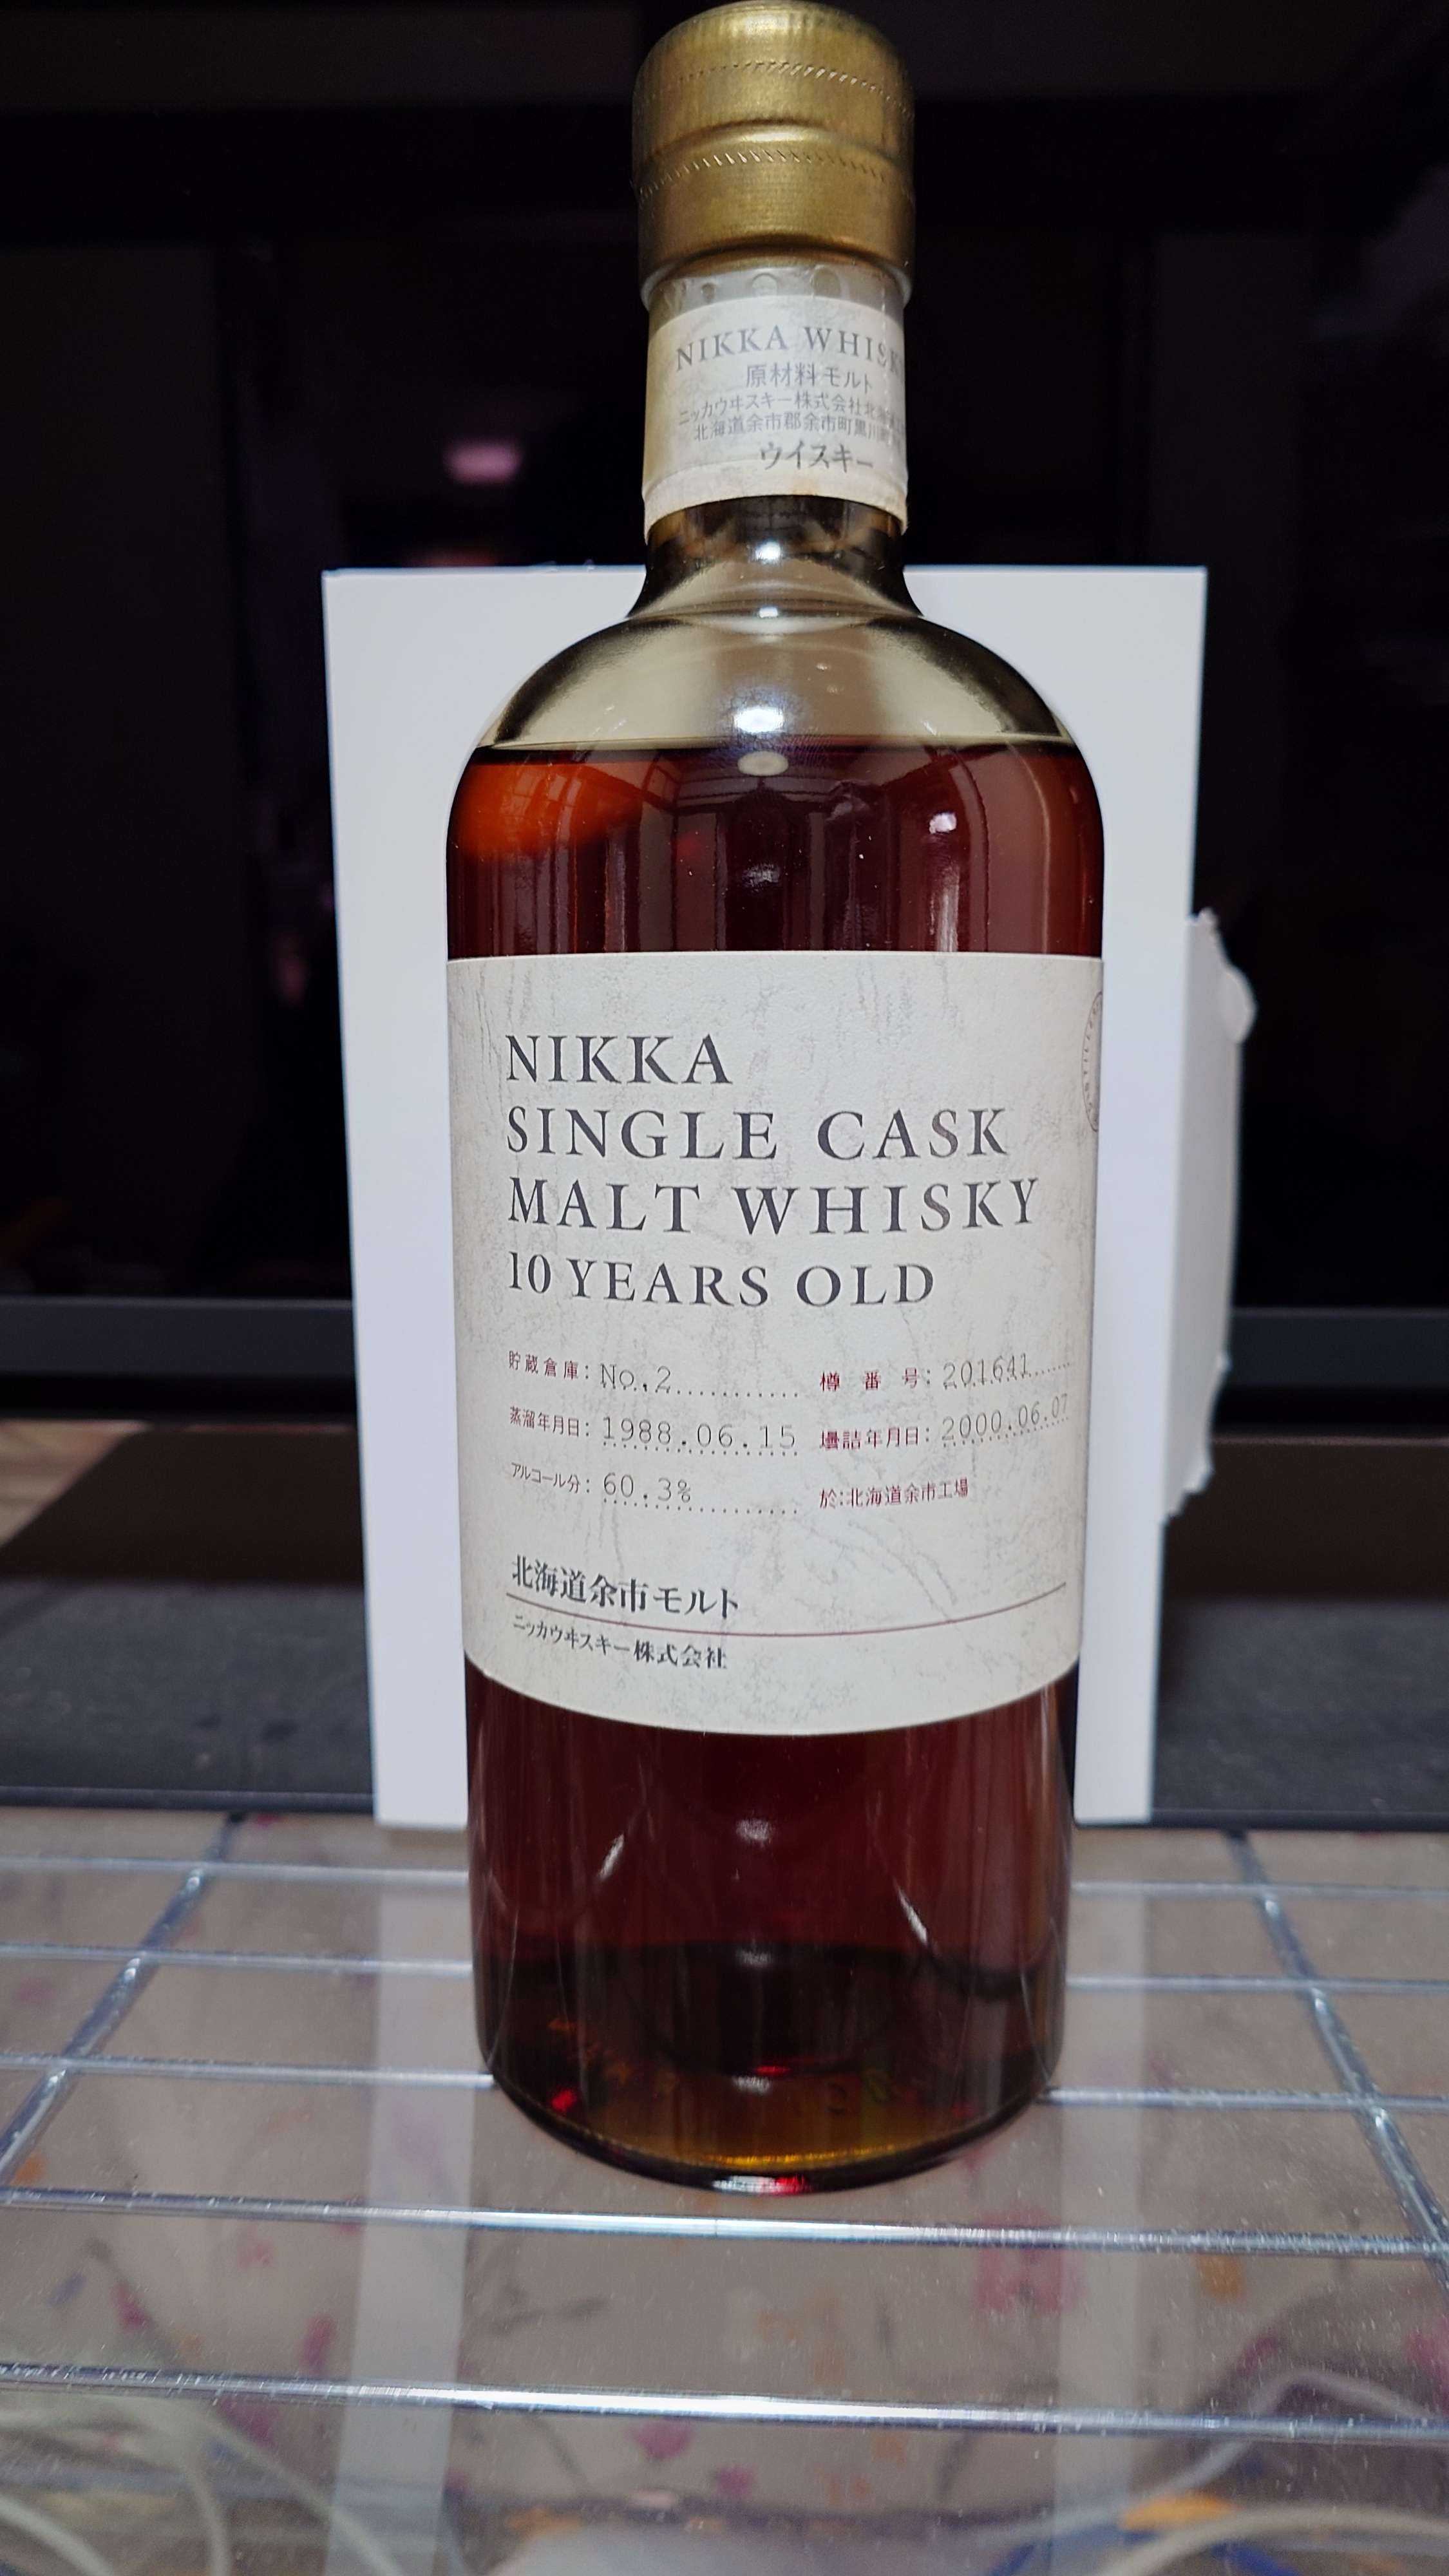 NIKKA WHISK
原材料 モルト
ニッカウヰスキー株式会社北海
北海道余市郡余市町黒川町
ウイスキー
NIKKA
SINGLE CASK
MALT WHISKY
10 YEARS OLD
貯蔵倉庫: No.2 樽番号: 201641
蒸溜年月日: 1988.06.15 壜詰年月日: 2000.06.07
アルコール分: 60.3% 於:北海道余市工場
北海道余市モルト
ニッカウヰスキー株式会社